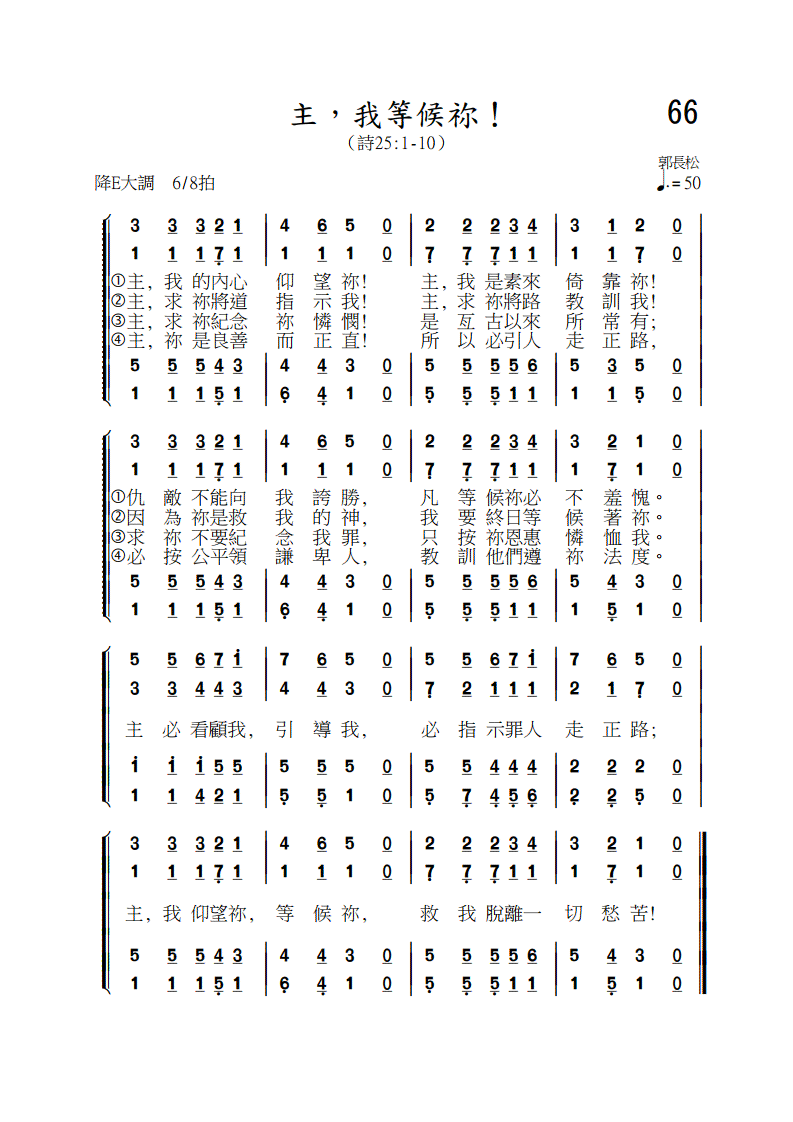 主，我等候祢！
66
（詩25:1-10）
郭長松
降E大調 6/8拍
♩.= 50
3 3 3 2 1 4 6 5 0 2 2 2 3 4 3 1 2 0
1 1 1 7 1 1 1 1 0 7 7 7 1 1 1 1 7 0
①主, 我 的內心 仰 望 祢! 主, 我 是素來 倚 靠 祢!
②主, 求 祢將道 指 示 我! 主, 求 祢將路 教 訓 我!
③主, 求 祢紀念 祢 憐 憫! 是 亙 古以來 所 常 有;
④主, 祢 是良善 而 正 直! 所 以 必引人 走 正 路,
5 5 5 4 3 4 4 3 0 5 5 5 5 6 5 3 5 0
1 1 1 5 1 6 4 1 0 5 5 5 1 1 1 1 5 0
3 3 3 2 1 4 6 5 0 2 2 2 3 4 3 2 1 0
1 1 1 7 1 1 1 1 0 7 7 7 1 1 1 7 1 0
①仇 敵 不能向 我 誇 勝, 凡 等 候祢必 不 羞 愧。
②因 為 祢是救 我 的 神, 我 要 終日等 候 著 祢。
③求 祢 不要紀 念 我 罪, 只 按 祢恩惠 憐 恤 我。
④必 按 公平領 謙 卑 人, 教 訓 他們遵 祢 法 度。
5 5 5 4 3 4 4 3 0 5 5 5 5 6 5 4 3 0
1 1 1 5 1 6 4 1 0 5 5 5 1 1 1 5 1 0
5 5 6 7 i 7 6 5 0 5 5 6 7 i 7 6 5 0
3 3 4 4 3 4 4 3 0 7 2 1 1 1 2 1 7 0
主 必 看顧我, 引 導 我, 必 指 示罪人 走 正 路;
i i i 5 5 5 5 5 0 5 5 4 4 4 2 2 2 0
1 1 4 2 1 5 5 1 0 5 7 4 5 6 2 2 5 0
3 3 3 2 1 4 6 5 0 2 2 2 3 4 3 2 1 0
1 1 1 7 1 1 1 1 0 7 7 7 1 1 1 7 1 0
主, 我 仰望祢, 等 候 祢, 救 我 脫離一 切 愁 苦!
5 5 5 4 3 4 4 3 0 5 5 5 5 6 5 4 3 0
1 1 1 5 1 6 4 1 0 5 5 5 1 1 1 5 1 0